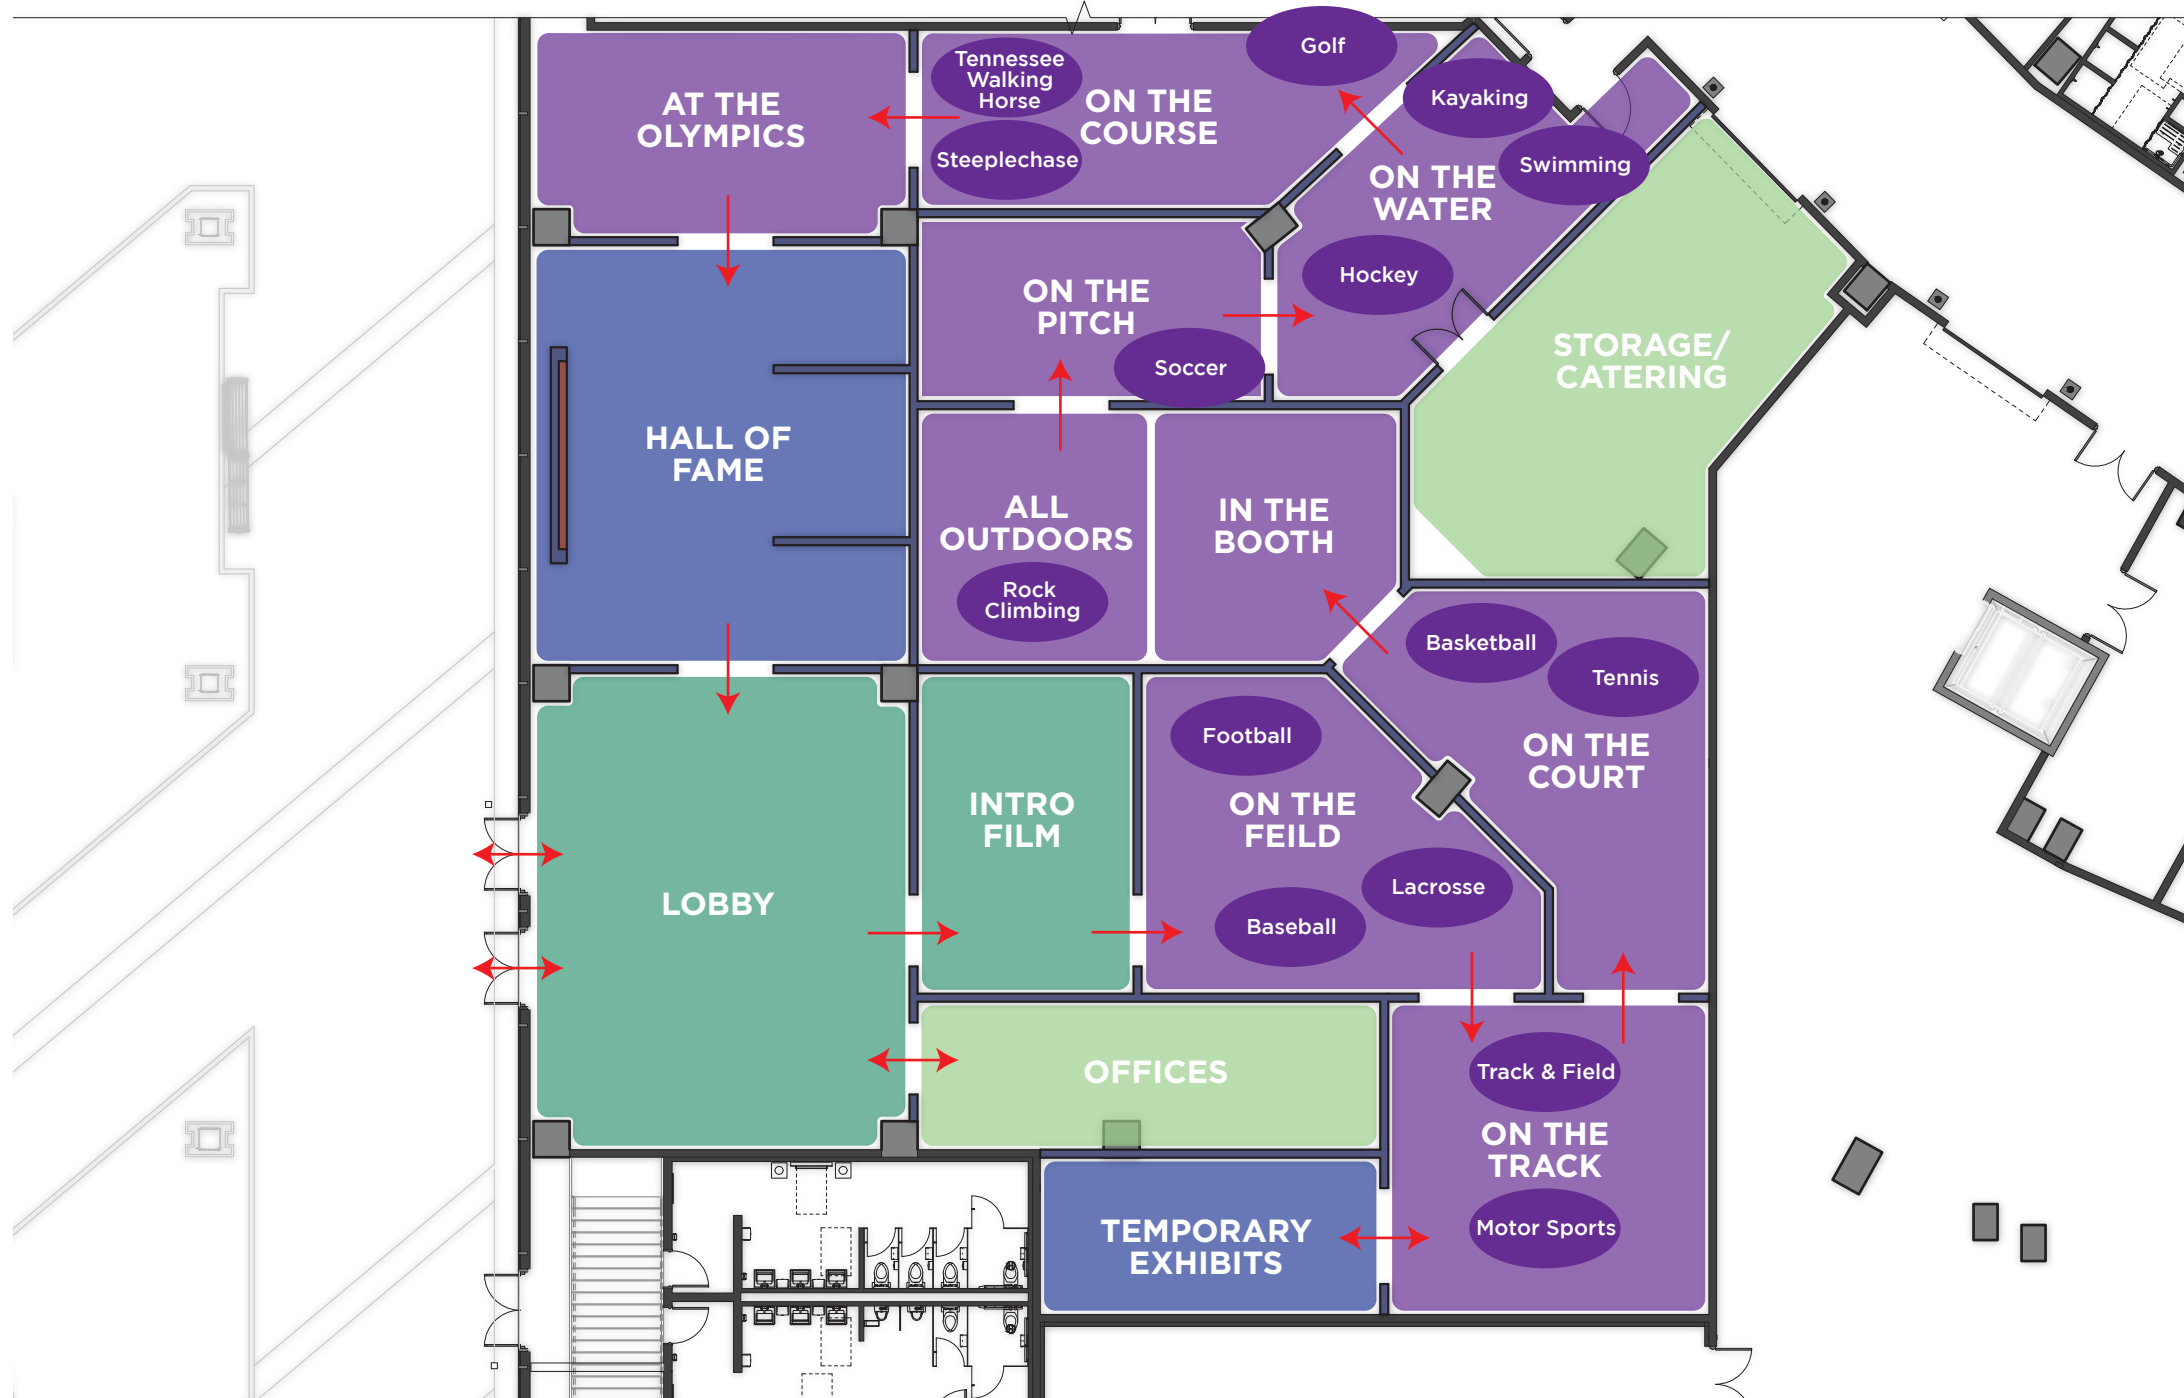 AT THE
OLYMPICS
Tennessee
Walking
Horse
Steeplechase
ON THE
COURSE
Golf
Kayaking
Swimming
ON THE
WATER
Hockey
ON THE
PITCH
Soccer
STORAGE/
CATERING
HALL OF
FAME
ALL
OUTDOORS
Rock
Climbing
IN THE
BOOTH
Basketball
Tennis
ON THE
COURT
LOBBY
INTRO
FILM
Football
ON THE
FEILD
Lacrosse
Baseball
OFFICES
Track & Field
ON THE
TRACK
Motor Sports
TEMPORARY
EXHIBITS